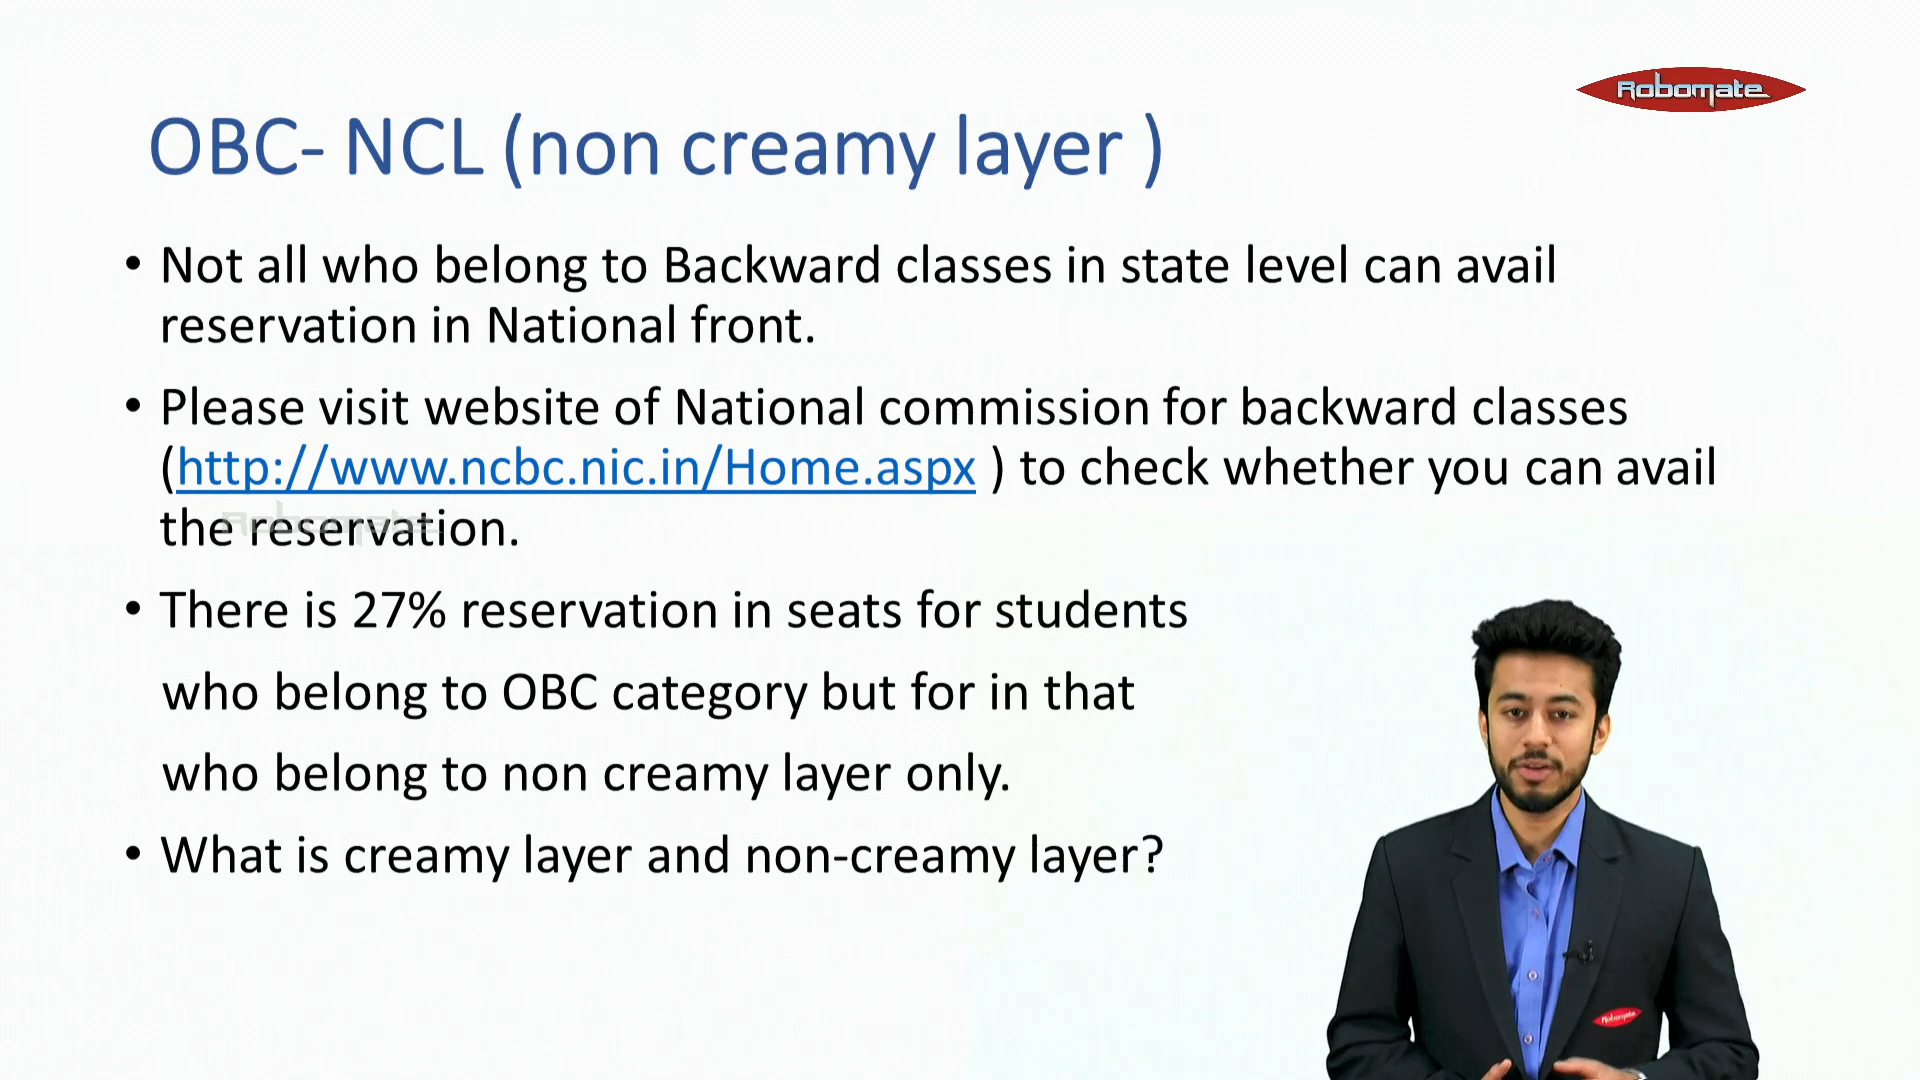 Robomate
OBC- NCL (non creamy layer )
• Not all who belong to Backward classes in state level can avail
reservation in National front.
• Please visit website of National commission for backward classes
(http://www.ncbc.nic.in/Home.aspx ) to check whether you can avail
the reservation.
Robomate
• There is 27% reservation in seats for students
who belong to OBC category but for in that
who belong to non creamy layer only.
• What is creamy layer and non-creamy layer?
Robomate